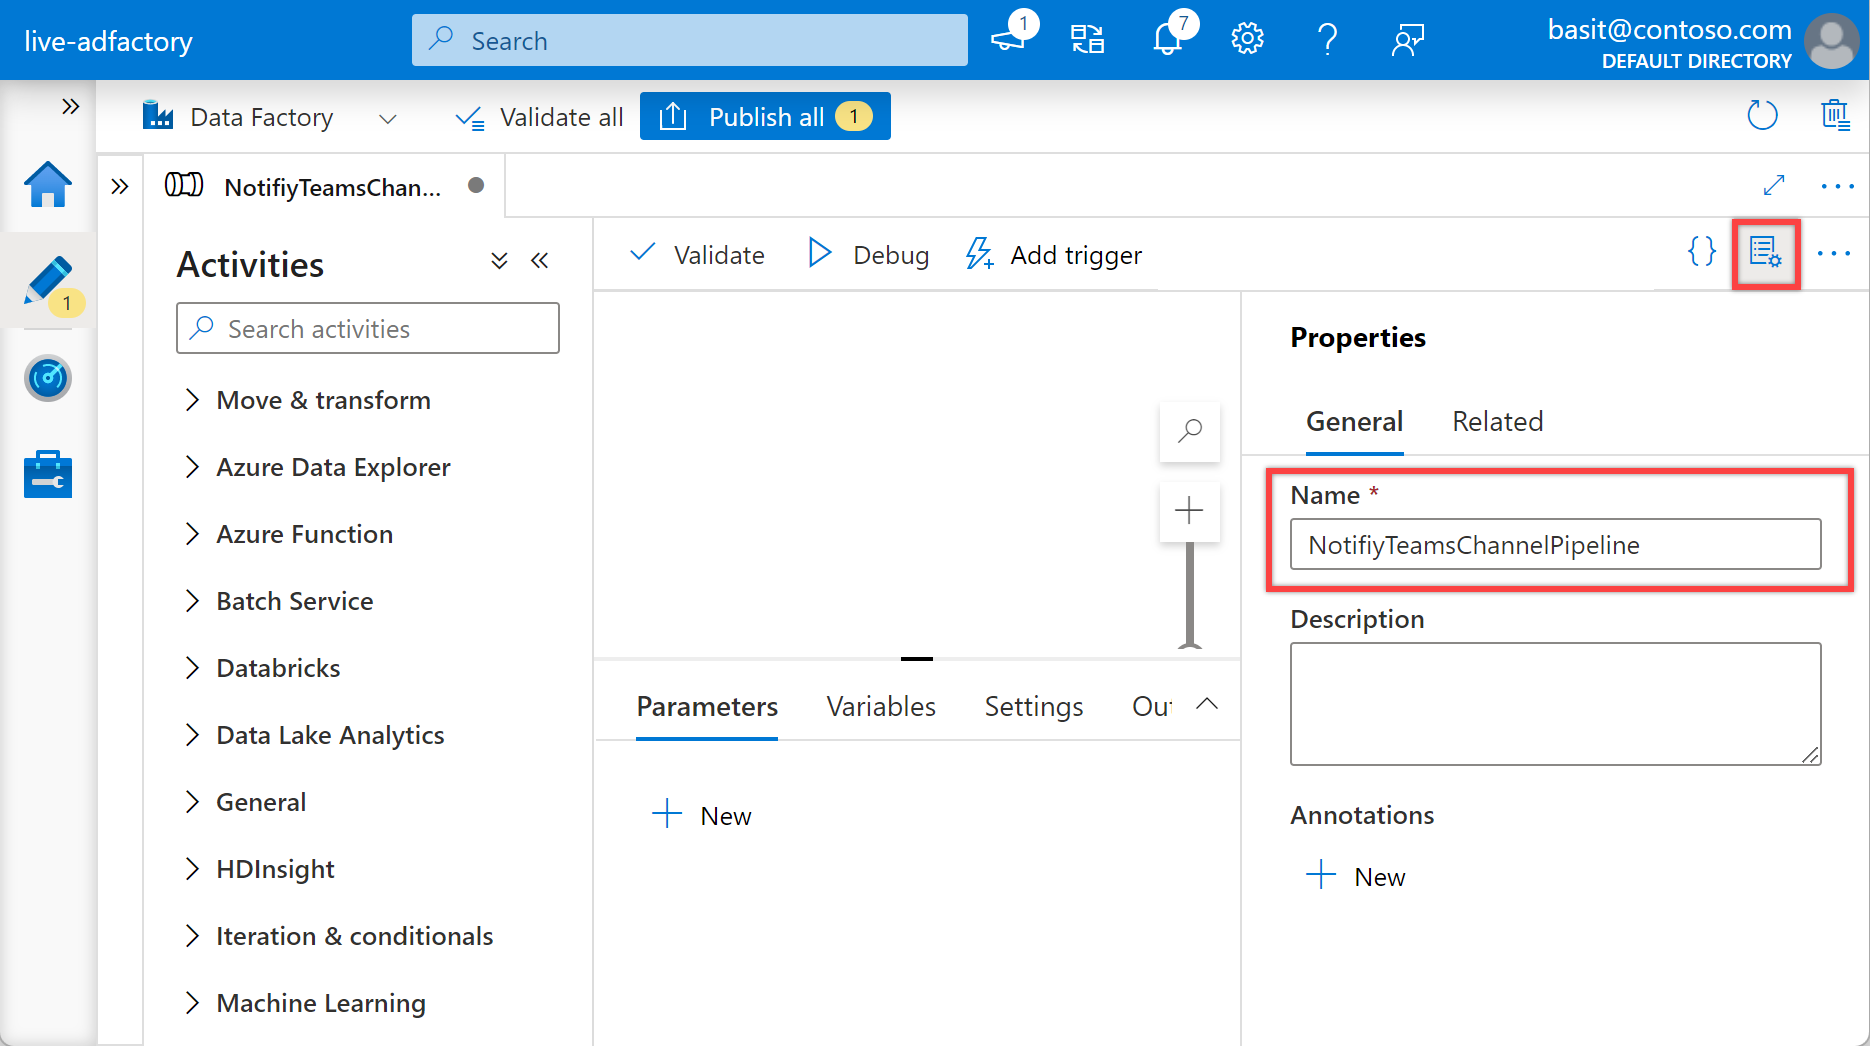 live-adfactory
Search
1
7
basit@contoso.com
DEFAULT DIRECTORY
Data Factory
Validate all
Publish all 1
NotifiyTeamsChan...
1
Activities
Search activities
Move & transform
Azure Data Explorer
Azure Function
Batch Service
Databricks
Data Lake Analytics
General
HDInsight
Iteration & conditionals
Machine Learning
Validate
Debug
Add trigger
{}
Parameters
Variables
Settings
Ou
New
Properties
General
Related
Name *
NotifiyTeamsChannelPipeline
Description
Annotations
New